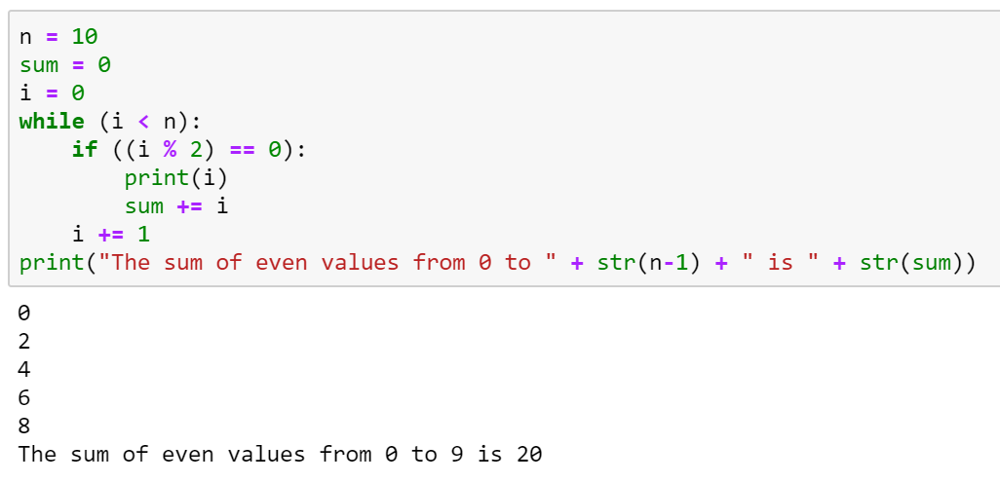 n = 10
sum = 0
i = 0
while (i < n):
    if ((i % 2) == 0):
        print(i)
        sum += i
    i += 1
print("The sum of even values from 0 to " + str(n-1) + " is " + str(sum))
0
2
4
6
8
The sum of even values from 0 to 9 is 20